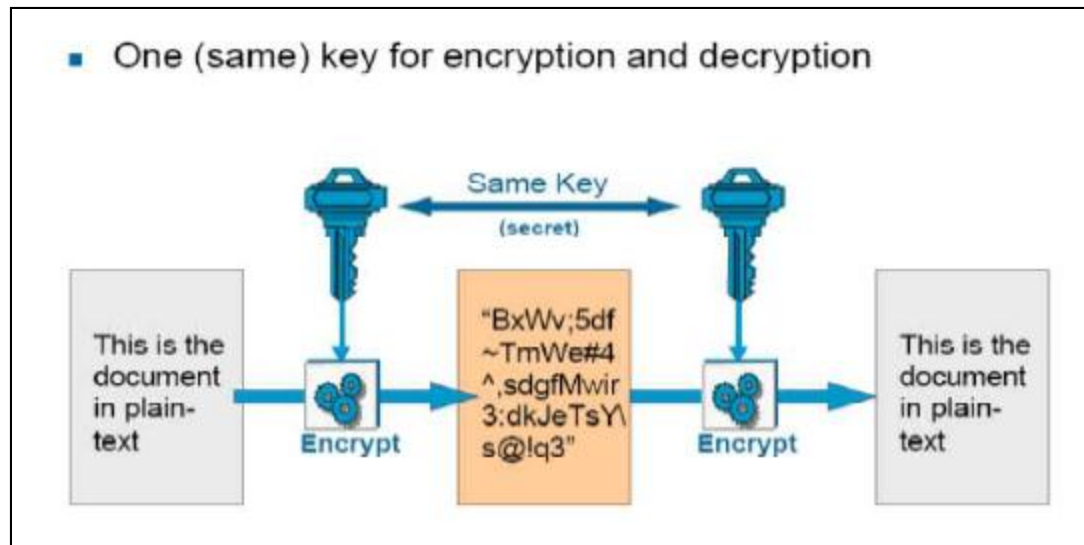 ▪ One (same) key for encryption and decryption
Same Key
(secret)
This is the
document
in plain-
text
Encrypt
“BxWv;5df
~TmWe#4
^,sdgfMwir
3:dkJeTsY\
s@!q3”
Encrypt
This is the
document
in plain-
text